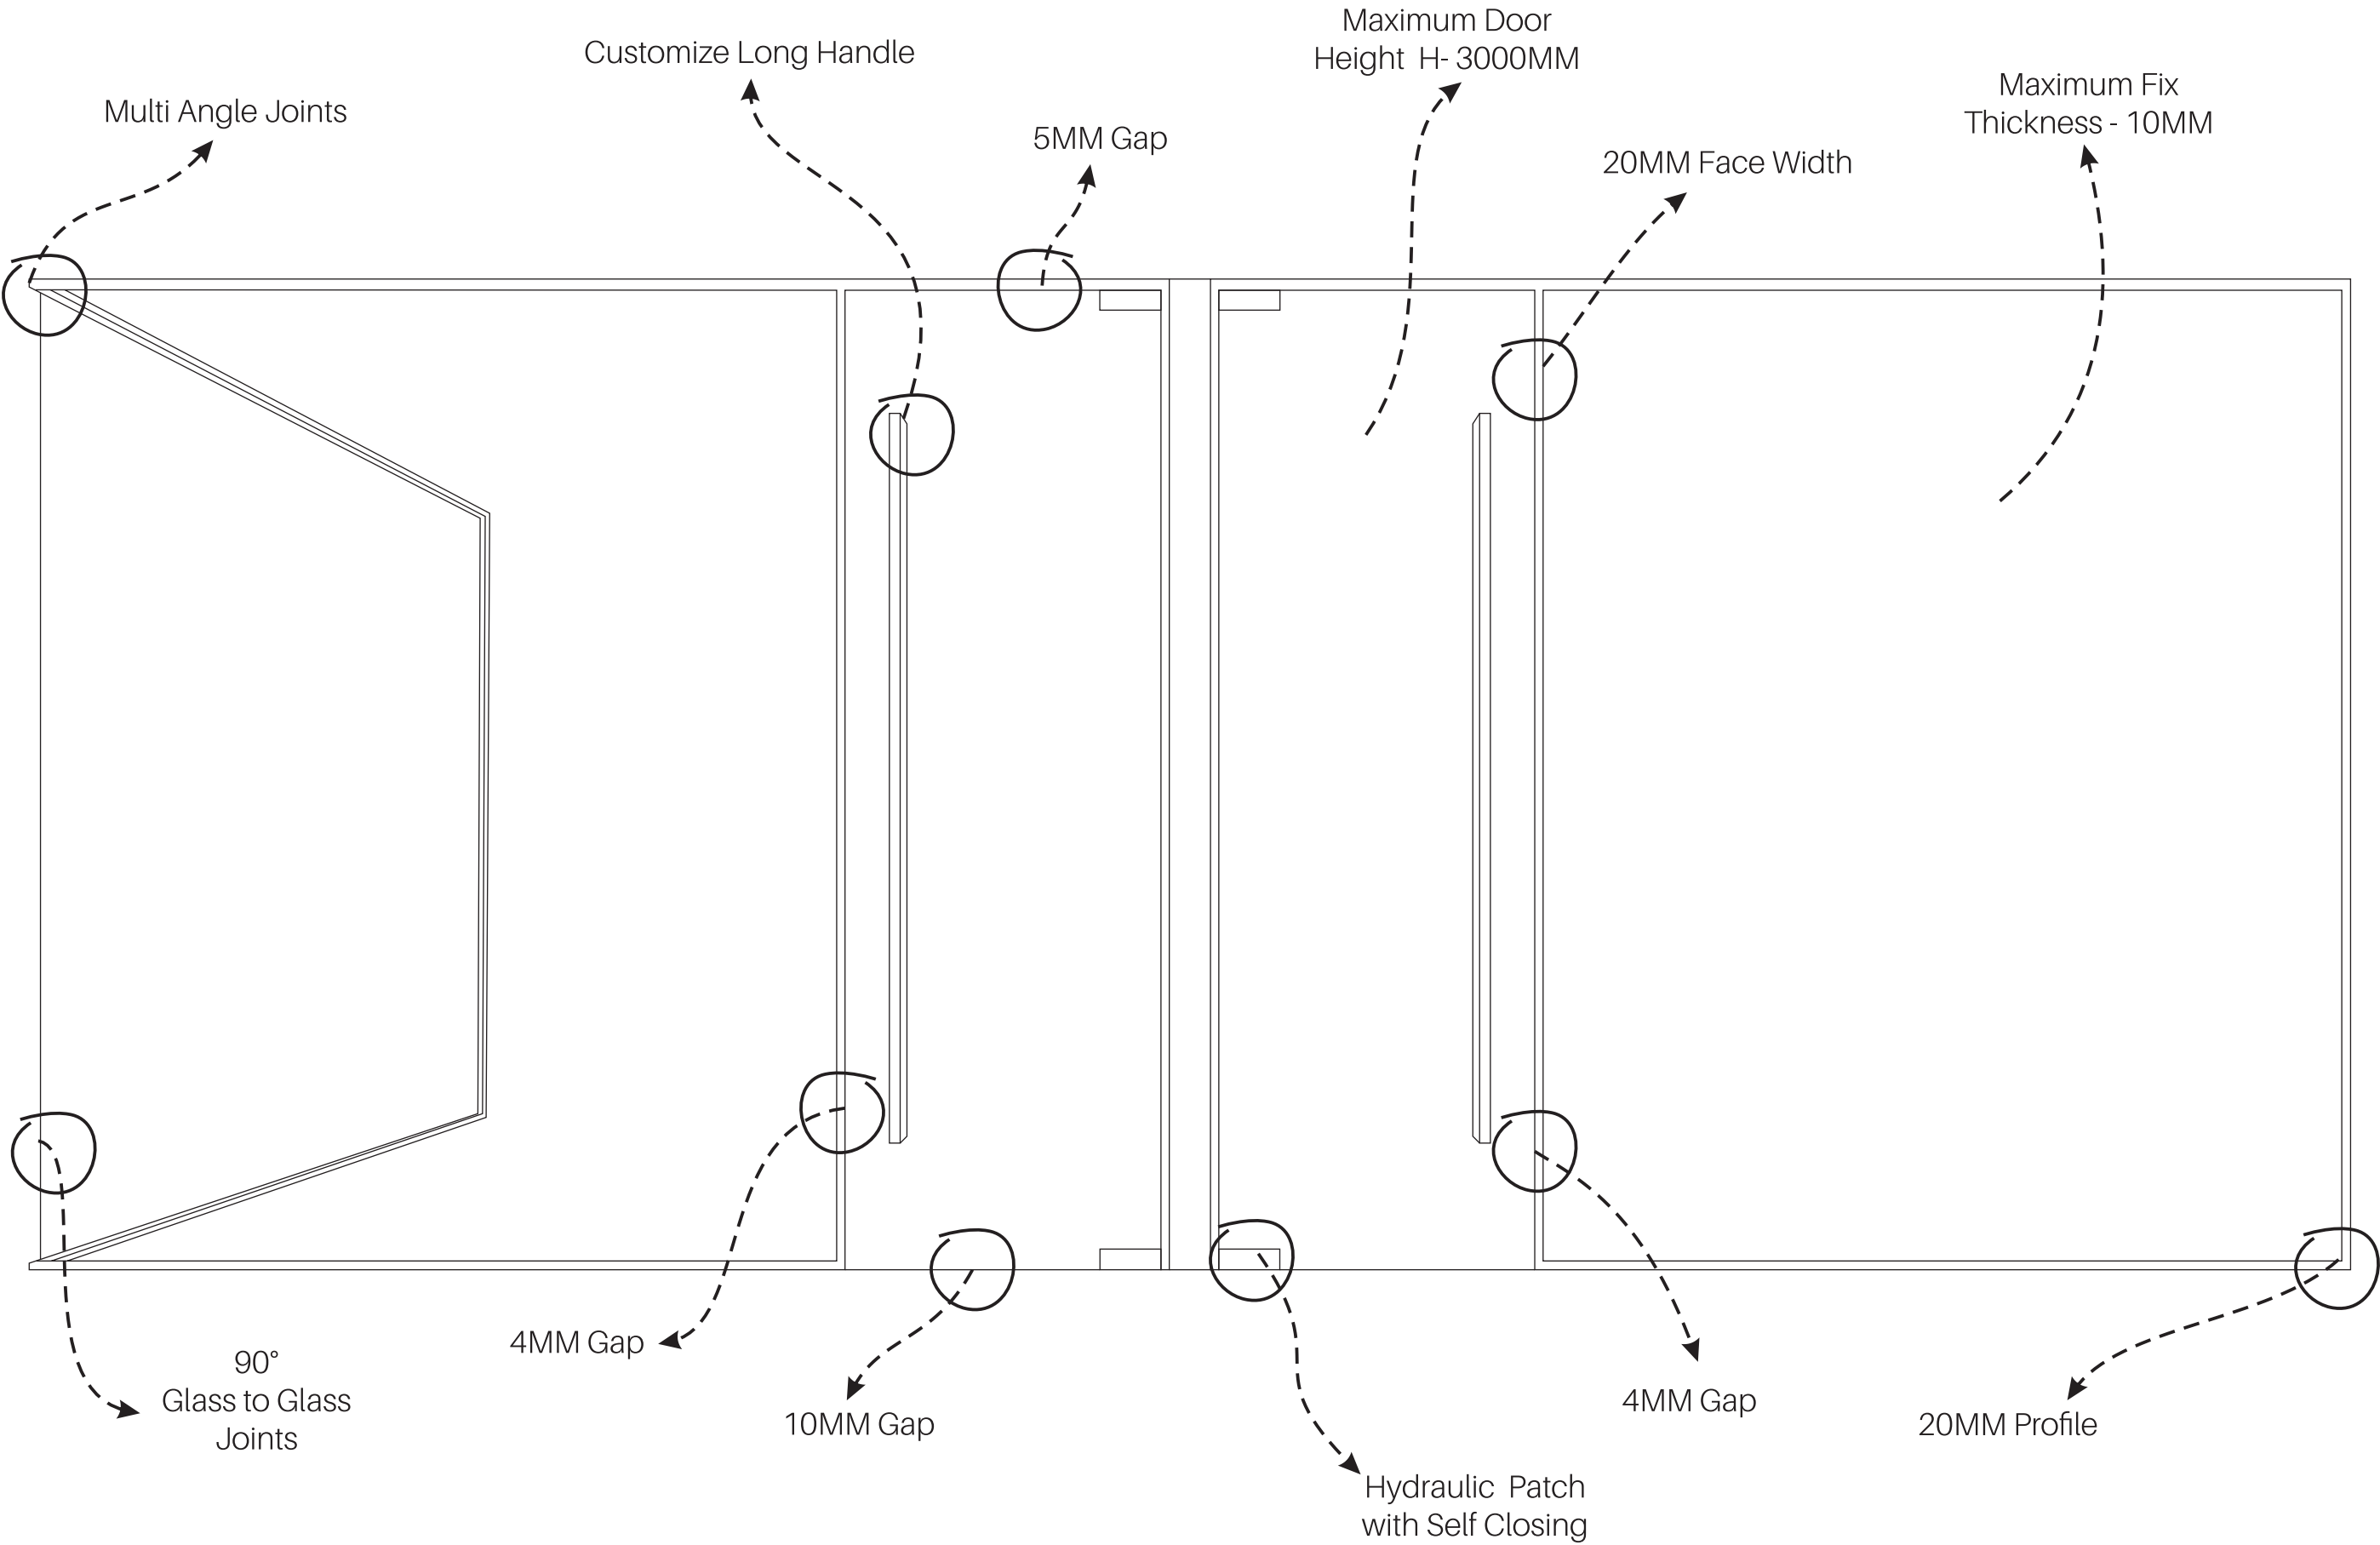 Maximum Door
Height H- 3000MM
Customize Long Handle
Maximum Fix
Thickness - 10MM
Multi Angle Joints
5MM Gap
20MM Face Width
4MM Gap
90°
Glass to Glass
Joints
10MM Gap
4MM Gap
20MM Profile
Hydraulic Patch
with Self Closing